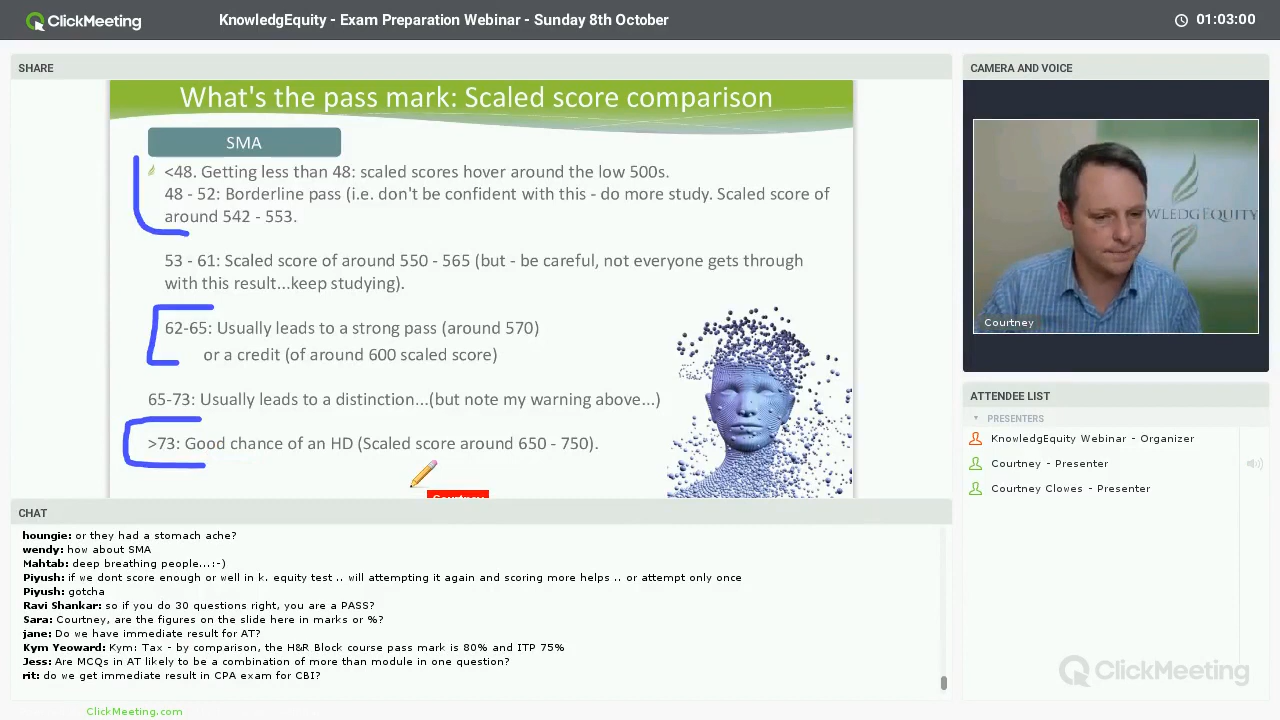 ClickMeeting
KnowledgEquity - Exam Preparation Webinar - Sunday 8th October
01:03:00
SHARE
What's the pass mark: Scaled score comparison
SMA
<48. Getting less than 48: scaled scores hover around the low 500s.
48 - 52: Borderline pass (i.e. don't be confident with this - do more study. Scaled score of
around 542 - 553.
53 - 61: Scaled score of around 550 - 565 (but - be careful, not everyone gets through
with this result...keep studying).
62-65: Usually leads to a strong pass (around 570)
or a credit (of around 600 scaled score)
65-73: Usually leads to a distinction...(but note my warning above...)
>73: Good chance of an HD (Scaled score around 650 - 750).
Courtney
CAMERA AND VOICE
WLEDGEQUITY
Courtney
ATTENDEE LIST
PRESENTERS
KnowledgEquity Webinar - Organizer
Courtney - Presenter
Courtney Clowes - Presenter
CHAT
houngie: or they had a stomach ache?
wendy: how about SMA
Mahtab: deep breathing people...:-)
Piyush: if we dont score enough or well in k. equity test .. will attempting it again and scoring more helps .. or attempt only once
Piyush: gotcha
Ravi Shankar: so if you do 30 questions right, you are a PASS?
Sara: Courtney, are the figures on the slide here in marks or %?
jane: Do we have immediate result for AT?
Kym Yeoward: Kym: Tax - by comparison, the H&R Block course pass mark is 80% and ITP 75%
Jess: Are MCQs in AT likely to be a combination of more than module in one question?
rit: do we get immediate result in CPA exam for CBI?
ClickMeeting
ClickMeeting.com